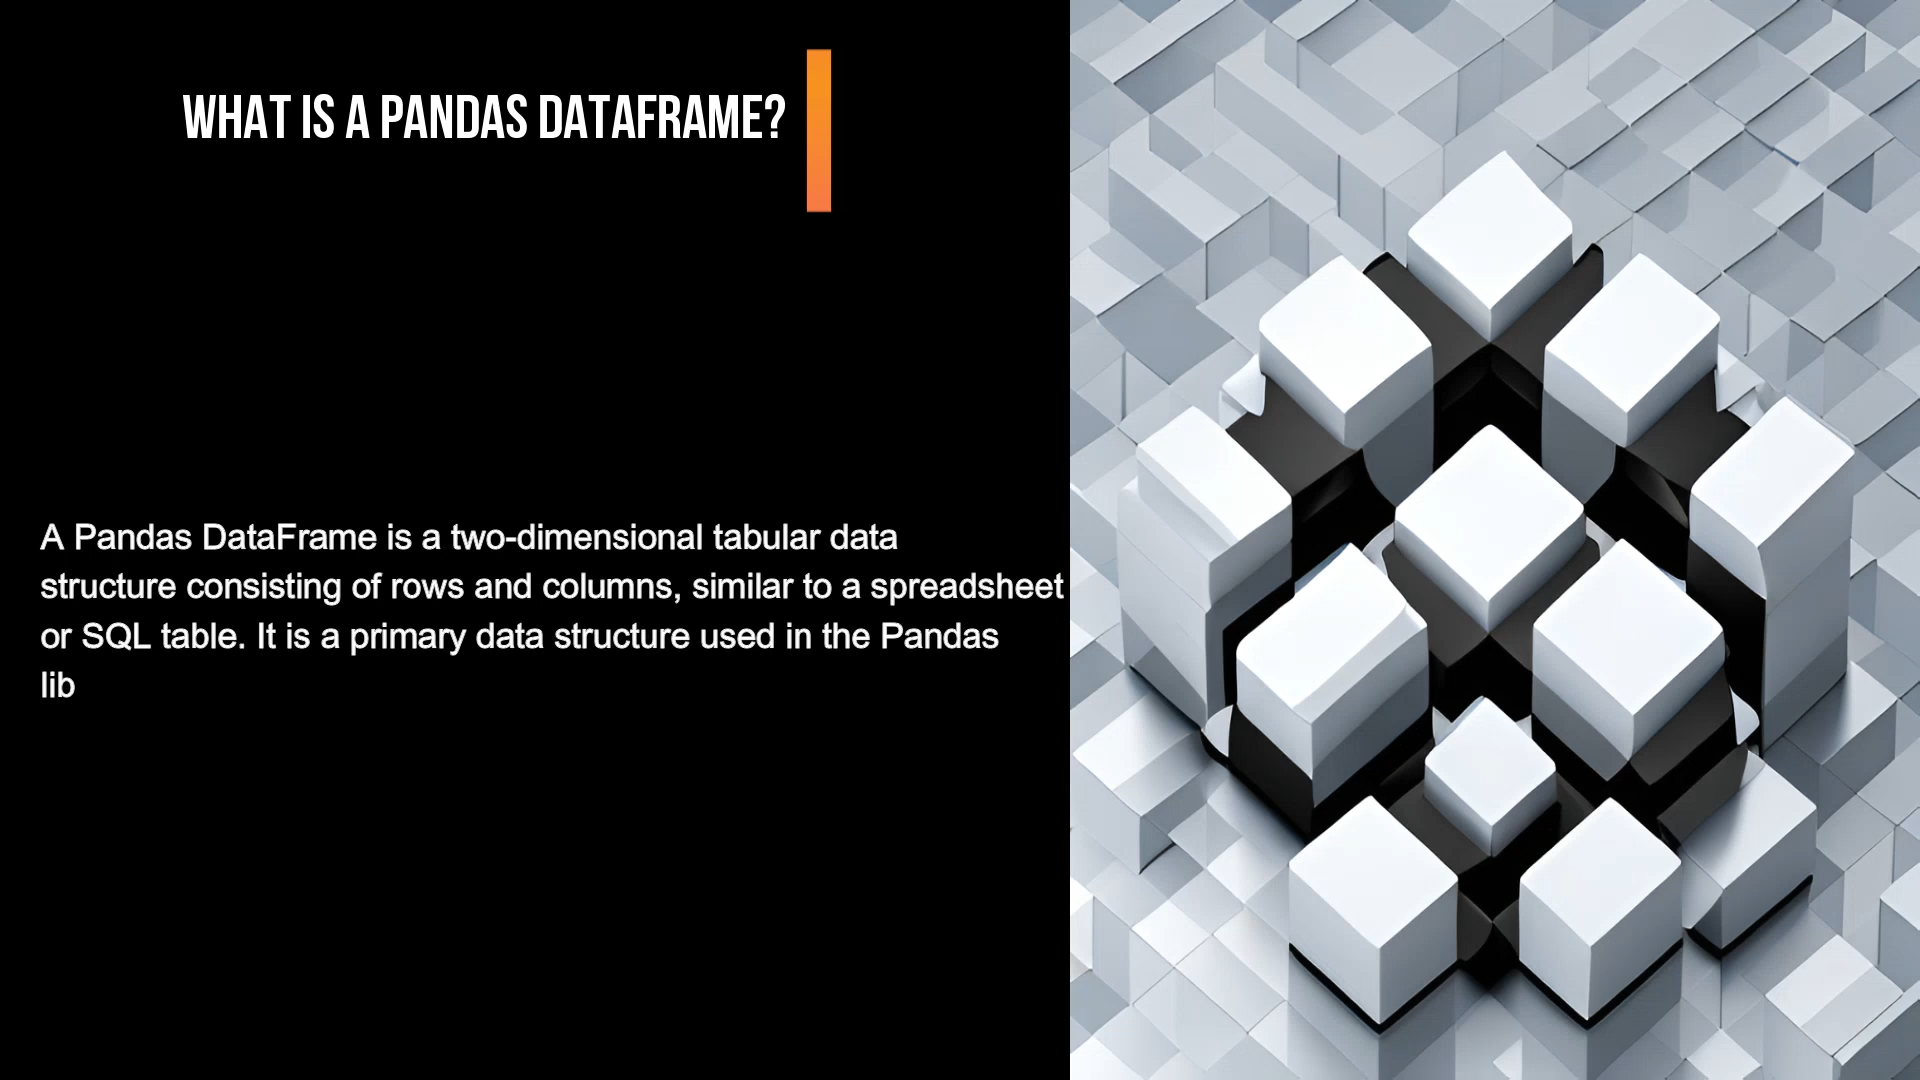 WHAT IS A PANDAS DATAFRAME?
A Pandas DataFrame is a two-dimensional tabular data
structure consisting of rows and columns, similar to a spreadsheet
or SQL table. It is a primary data structure used in the Pandas
lib